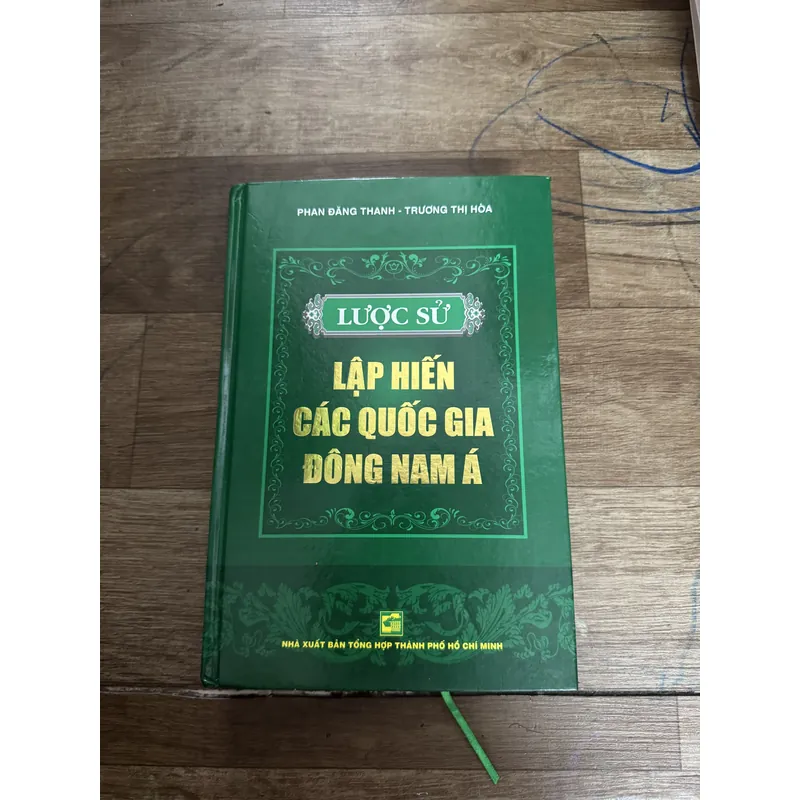 PHAN ĐĂNG THANH - TRƯƠNG THỊ HÒA
LƯỢC SỬ
LẬP HIẾN
CÁC QUỐC GIA
ĐÔNG NAM Á
NHÀ XUẤT BẢN TỔNG HỢP THÀNH PHỐ HỒ CHÍ MINH